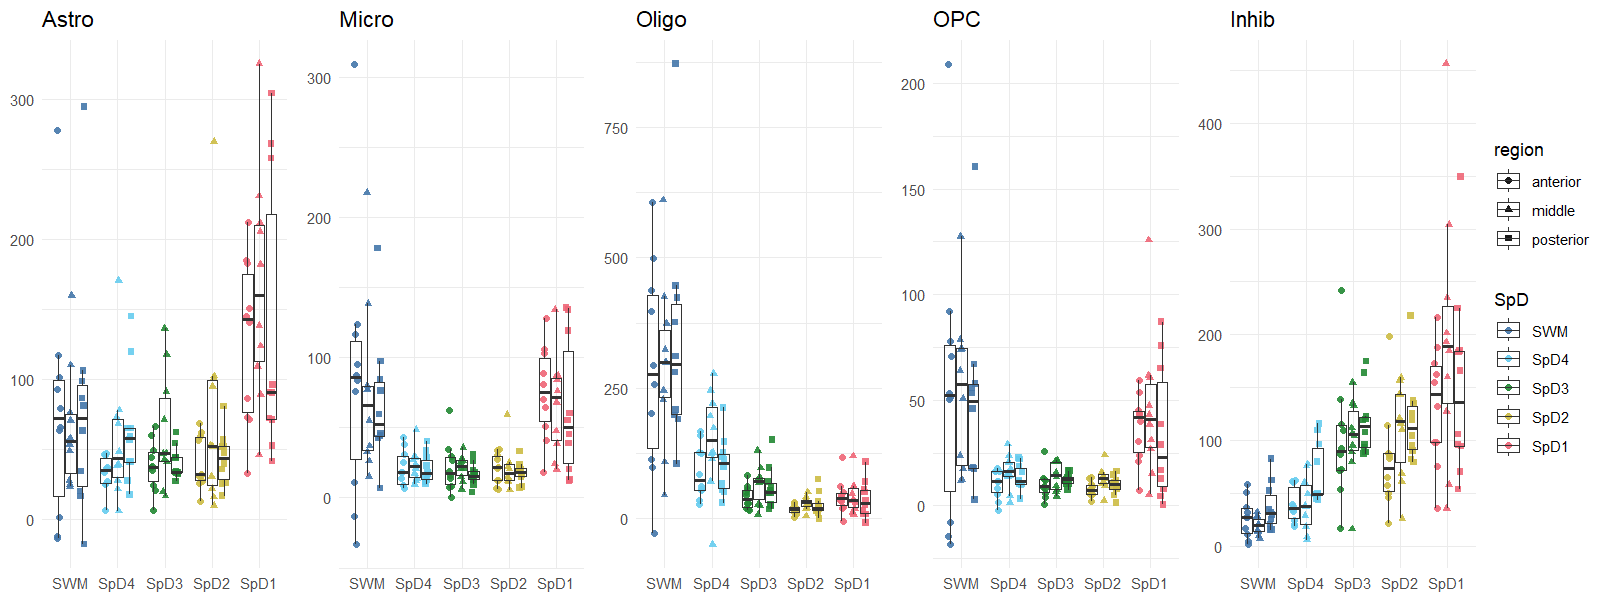 Astro
300
200
100
0
SWM SpD4 SpD3 SpD2 SpD1
Micro
300
200
100
0
SWM SpD4 SpD3 SpD2 SpD1
Oligo
750
500
250
0
SWM SpD4 SpD3 SpD2 SpD1
OPC
200
150
100
50
0
SWM SpD4 SpD3 SpD2 SpD1
Inhib
400
300
200
100
0
SWM SpD4 SpD3 SpD2 SpD1
region
anterior
middle
posterior
SpD
SWM
SpD4
SpD3
SpD2
SpD1